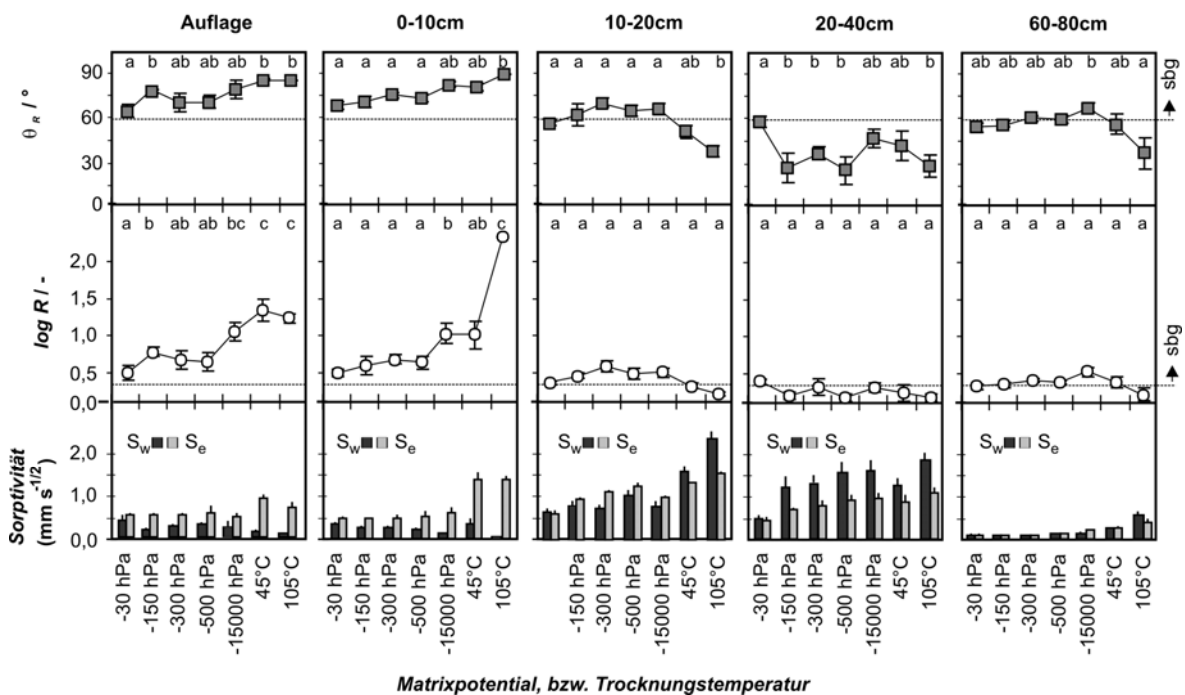 Auflage 0-10cm 10-20cm 20-40cm 60-80cm
a b ab ab ab b b a a a a ab ab b a a a a a ab b a b b b ab ab b ab ab ab ab b ab a
90
60
30
0
θ R / °
sbg
a b ab ab bc c c a a a a b ab c a a a a a a a a a a a a a a a a a a a a a
2,0
1,5
1,0
0,5
0,0
log R / -
sbg
Sw Se Sw Se Sw Se Sw Se
2,0
1,0
0,0
Sorptivität
(mm s-1/2)
-30 hPa -150 hPa -300 hPa -500 hPa -15000 hPa 45°C 105°C -30 hPa -150 hPa -300 hPa -500 hPa -15000 hPa 45°C 105°C -150 hPa -300 hPa -500 hPa -15000 hPa 45°C 105°C -30 hPa -150 hPa -300 hPa -500 hPa -15000 hPa 45°C 105°C -30 hPa -150 hPa -300 hPa -500 hPa -15000 hPa 45°C 105°C
Matrixpotential, bzw. Trocknungstemperatur